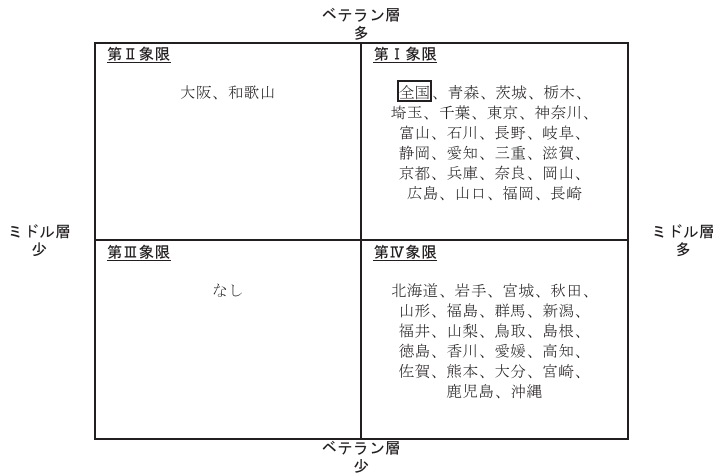 ベテラン層
多
第Ⅱ象限
大阪、和歌山
第Ⅰ象限
全国、青森、茨城、栃木、
埼玉、千葉、東京、神奈川、
富山、石川、長野、岐阜、
静岡、愛知、三重、滋賀、
京都、兵庫、奈良、岡山、
広島、山口、福岡、長崎
ミドル層
少
ミドル層
多
第Ⅲ象限
なし
第Ⅳ象限
北海道、岩手、宮城、秋田、
山形、福島、群馬、新潟、
福井、山梨、鳥取、島根、
徳島、香川、愛媛、高知、
佐賀、熊本、大分、宮崎、
鹿児島、沖縄
ベテラン層
少